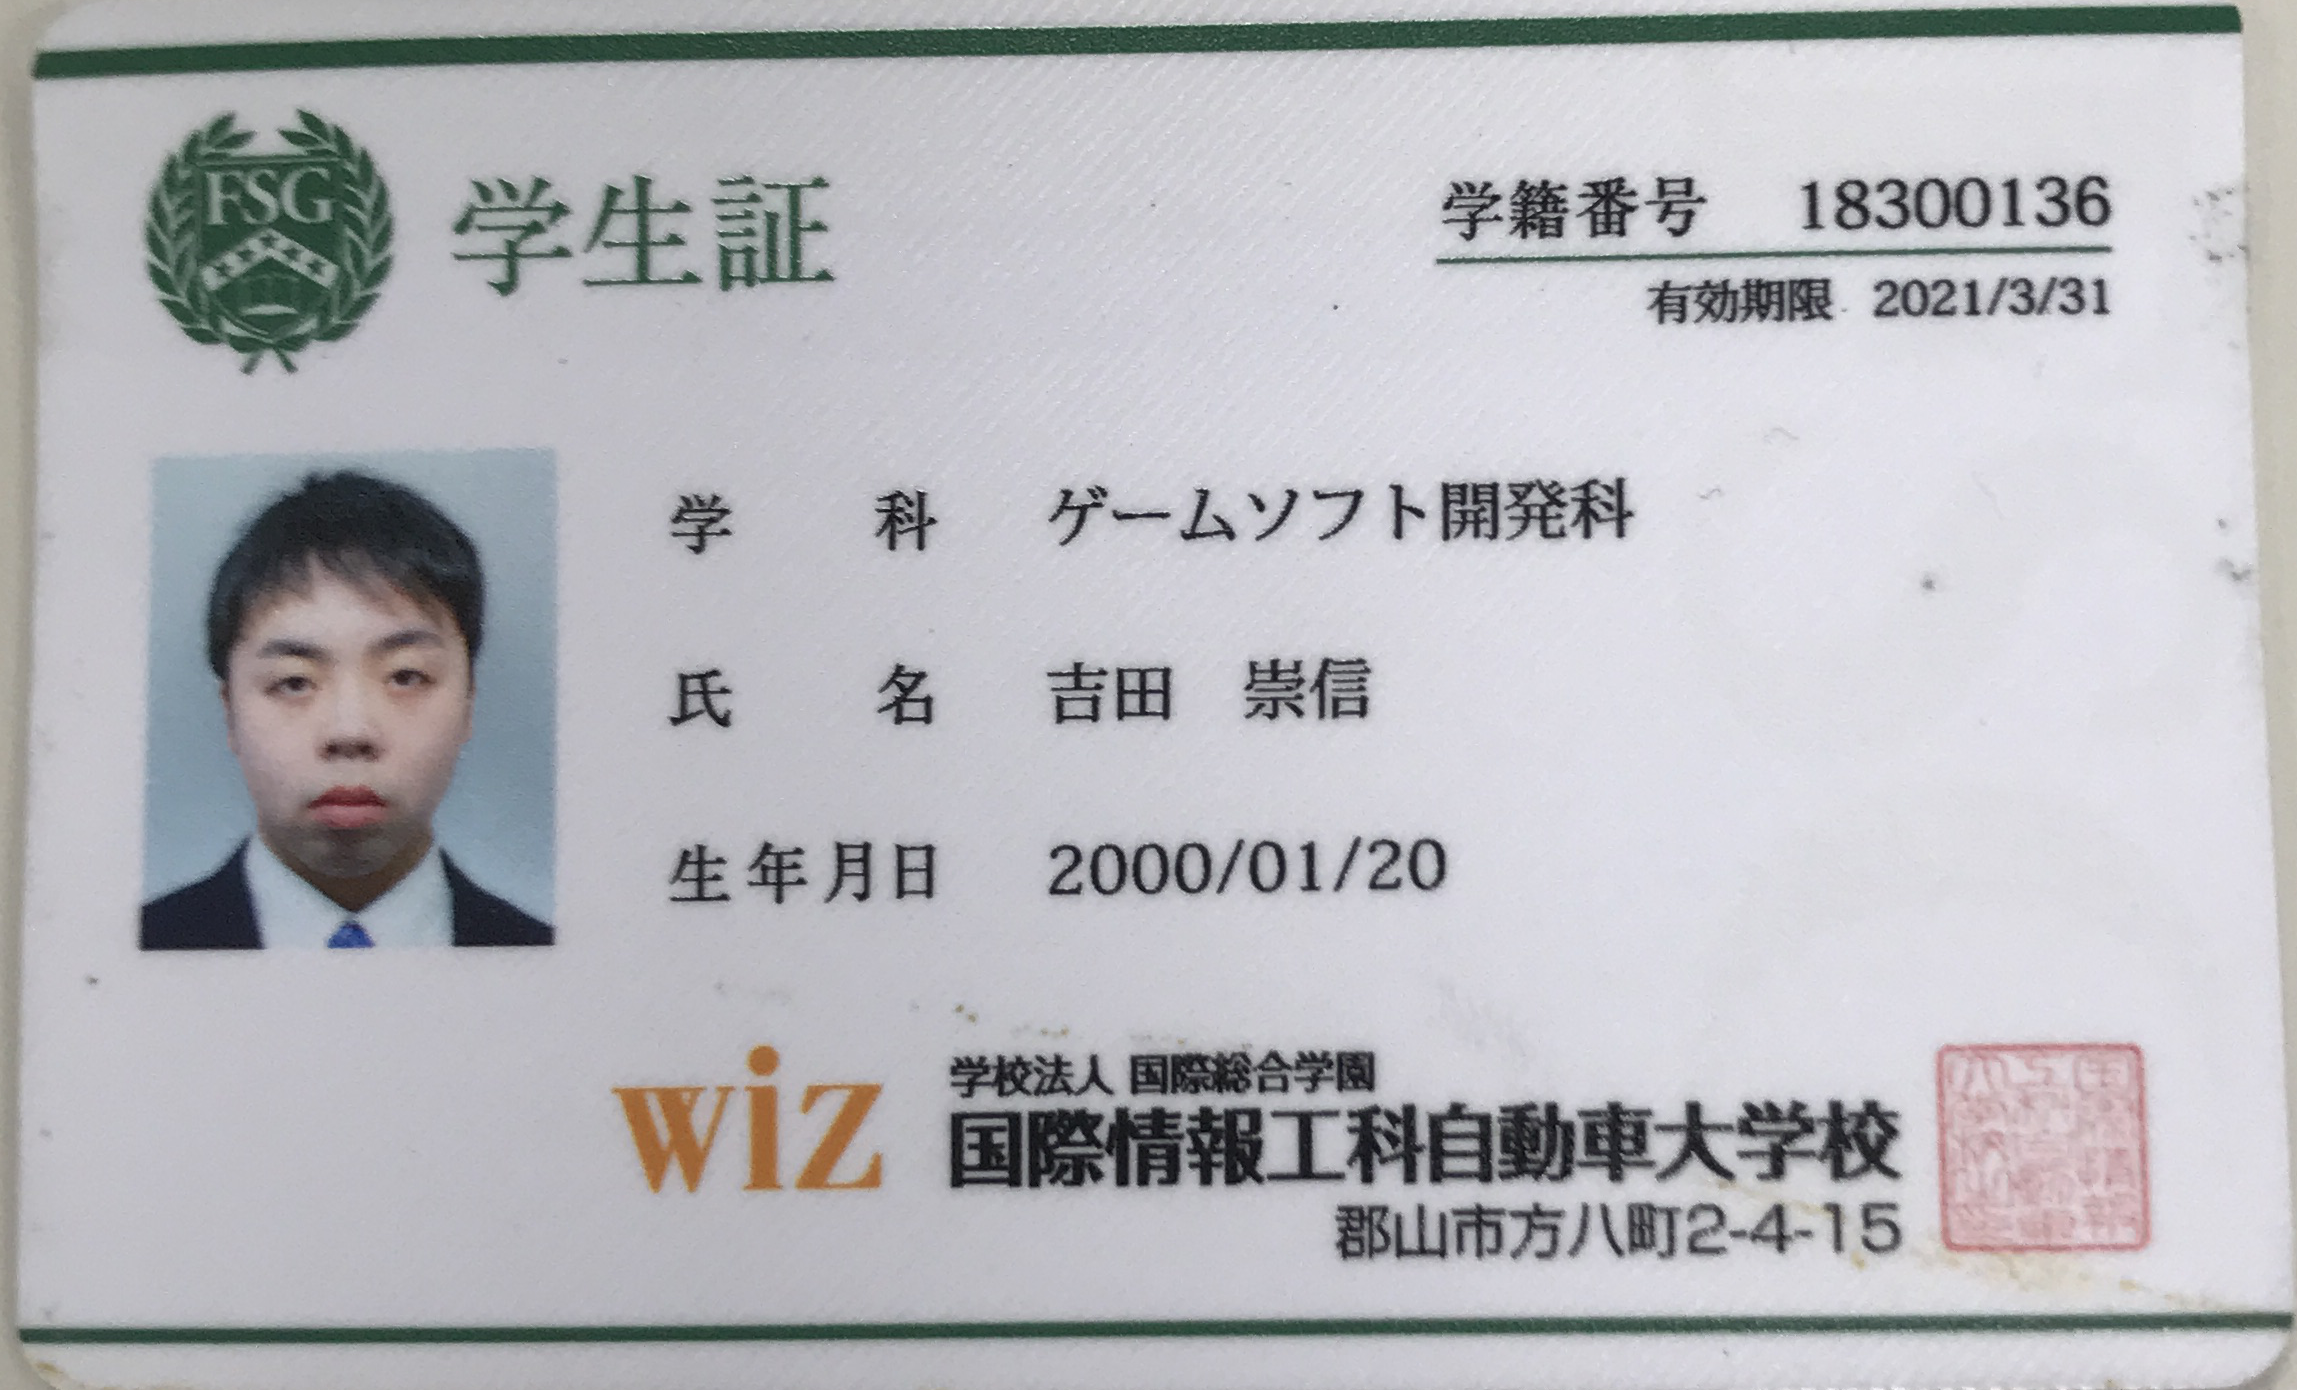 FSG
学生証
学籍番号 18300136
有効期限 2021/3/31
学科 ゲームソフト開発科
氏名 吉田 崇信
生年月日 2000/01/20
wiz
学校法人 国際総合学園
国際情報工科自動車大学校
郡山市方八町2-4-15